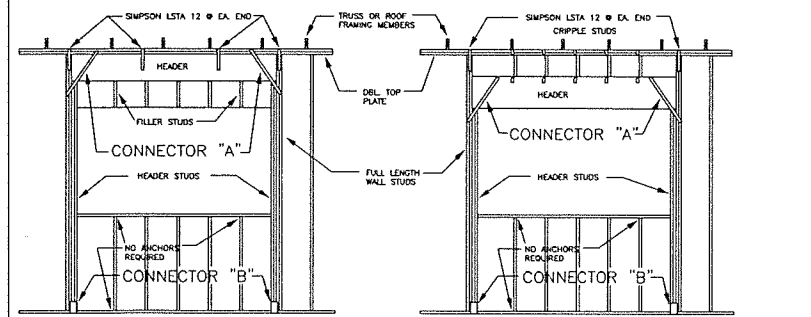 SIMPSON LSTA 12 @ EA. END
TRUSS OR ROOF
FRAMING MEMBERS
SIMPSON LSTA 12 @ EA. END
CRIPPLE STUDS
HEADER
DBL TOP
PLATE
HEADER
FILLER STUDS
CONNECTOR "A"
CONNECTOR "A"
FULL LENGTH
WALL STUDS
HEADER STUDS
HEADER STUDS
NO ANCHORS
REQUIRED
CONNECTOR "B"
NO ANCHORS
REQUIRED
CONNECTOR "B"